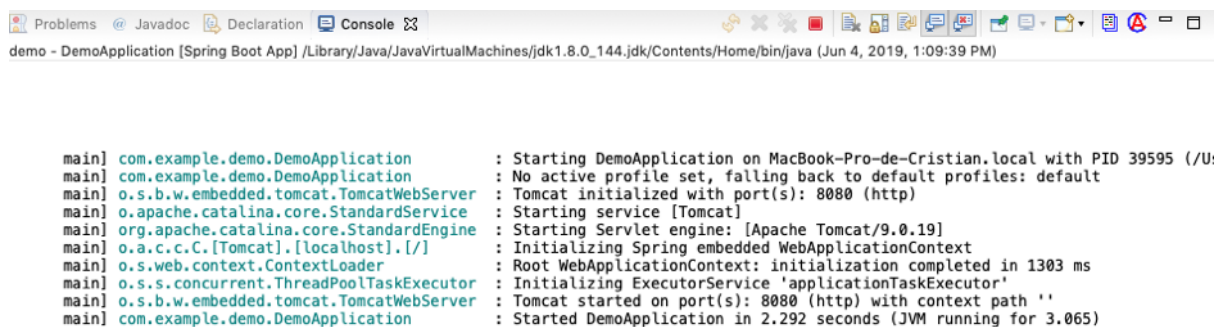 Problems @ Javadoc Declaration Console
demo - DemoApplication [Spring Boot App] /Library/Java/JavaVirtualMachines/jdk1.8.0_144.jdk/Contents/Home/bin/java (Jun 4, 2019, 1:09:39 PM)
main] com.example.demo.DemoApplication : Starting DemoApplication on MacBook-Pro-de-Cristian.local with PID 39595 (/Us
main] com.example.demo.DemoApplication : No active profile set, falling back to default profiles: default
main] o.s.b.w.embedded.tomcat.TomcatWebServer : Tomcat initialized with port(s): 8080 (http)
main] o.apache.catalina.core.StandardService : Starting service [Tomcat]
main] org.apache.catalina.core.StandardEngine : Starting Servlet engine: [Apache Tomcat/9.0.19]
main] o.a.c.c.C.[Tomcat].[localhost].[/] : Initializing Spring embedded WebApplicationContext
main] o.s.web.context.ContextLoader : Root WebApplicationContext: initialization completed in 1303 ms
main] o.s.s.concurrent.ThreadPoolTaskExecutor : Initializing ExecutorService 'applicationTaskExecutor'
main] o.s.b.w.embedded.tomcat.TomcatWebServer : Tomcat started on port(s): 8080 (http) with context path ''
main] com.example.demo.DemoApplication : Started DemoApplication in 2.292 seconds (JVM running for 3.065)